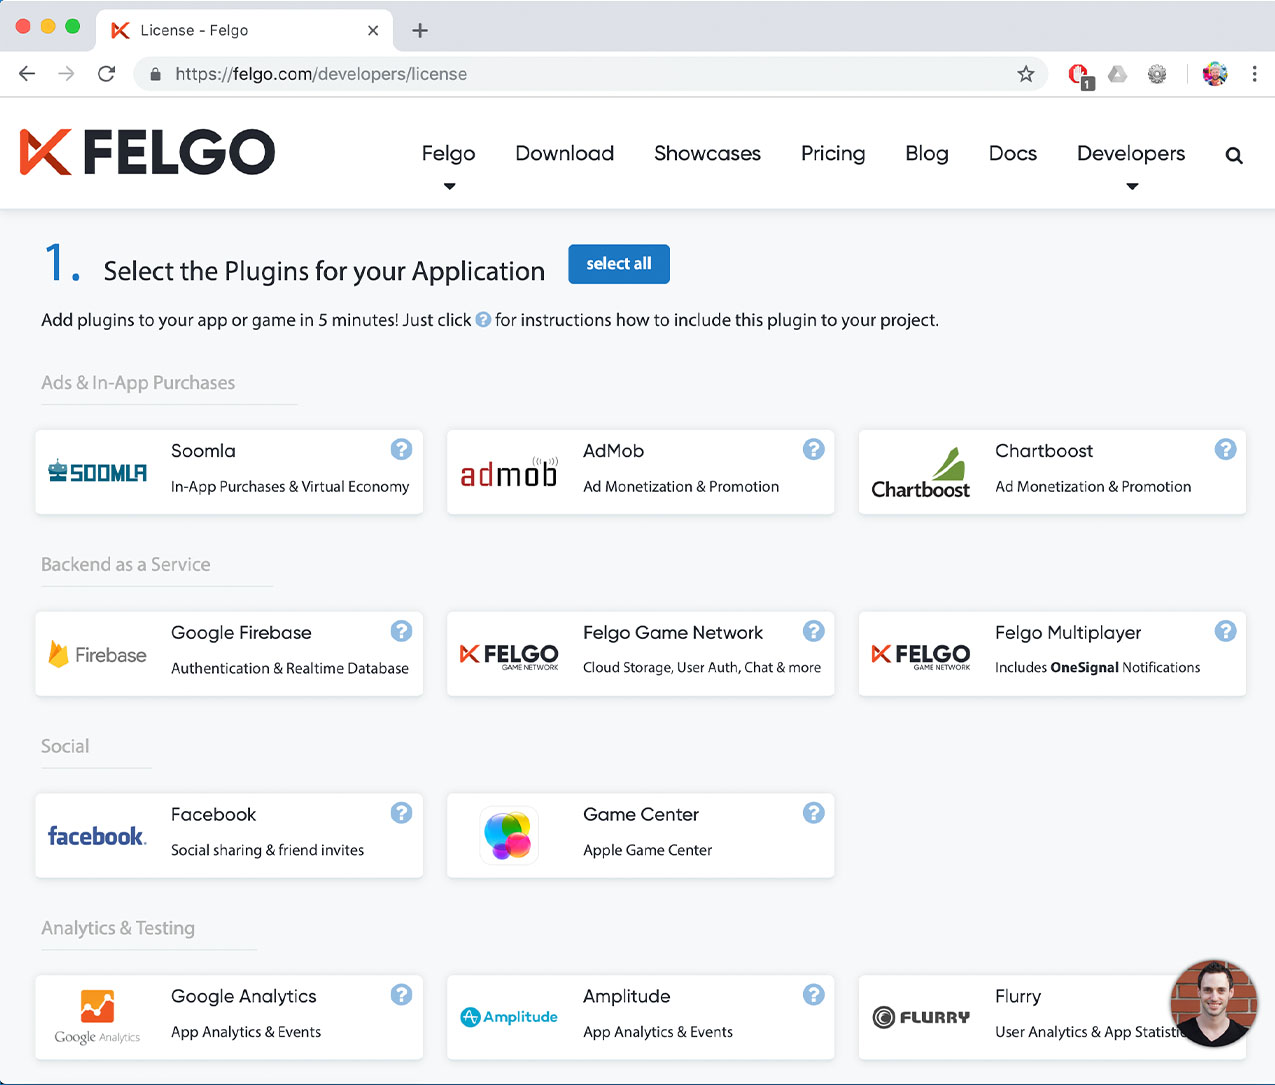 License - Felgo
https://felgo.com/developers/license
1
FELGO
Felgo Download Showcases Pricing Blog Docs Developers
1. Select the Plugins for your Application select all
Add plugins to your app or game in 5 minutes! Just click ? for instructions how to include this plugin to your project.
Ads & In-App Purchases
SOOMLA
Soomla ?
In-App Purchases & Virtual Economy
admob
AdMob ?
Ad Monetization & Promotion
Chartboost
Chartboost ?
Ad Monetization & Promotion
Backend as a Service
Firebase
Google Firebase ?
Authentication & Realtime Database
FELGO
GAME NETWORK
Felgo Game Network ?
Cloud Storage, User Auth, Chat & more
FELGO
GAME NETWORK
Felgo Multiplayer ?
Includes OneSignal Notifications
Social
facebook.
Facebook ?
Social sharing & friend invites
Game Center ?
Apple Game Center
Analytics & Testing
Google Analytics
Google Analytics ?
App Analytics & Events
Amplitude
Amplitude ?
App Analytics & Events
FLURRY
Flurry
User Analytics & App Statisti